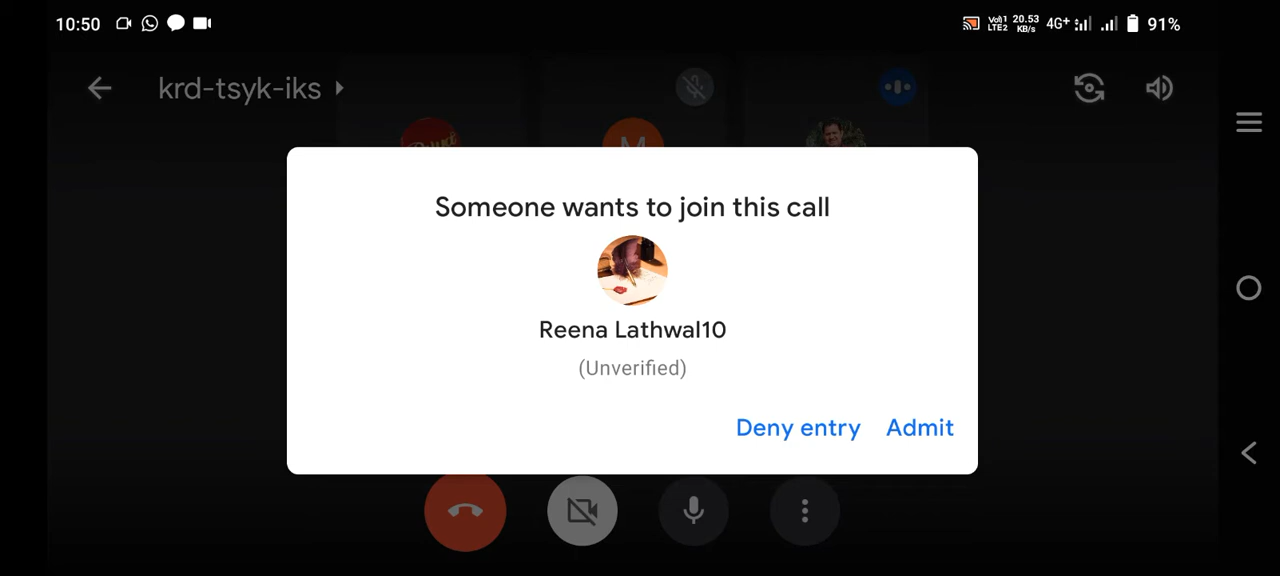 10:50
Vo)) 1 LTE2 20.53 KB/s 4G+ 91%
krd-tsyk-iks
M
Someone wants to join this call
Reena Lathwal10
(Unverified)
Deny entry Admit